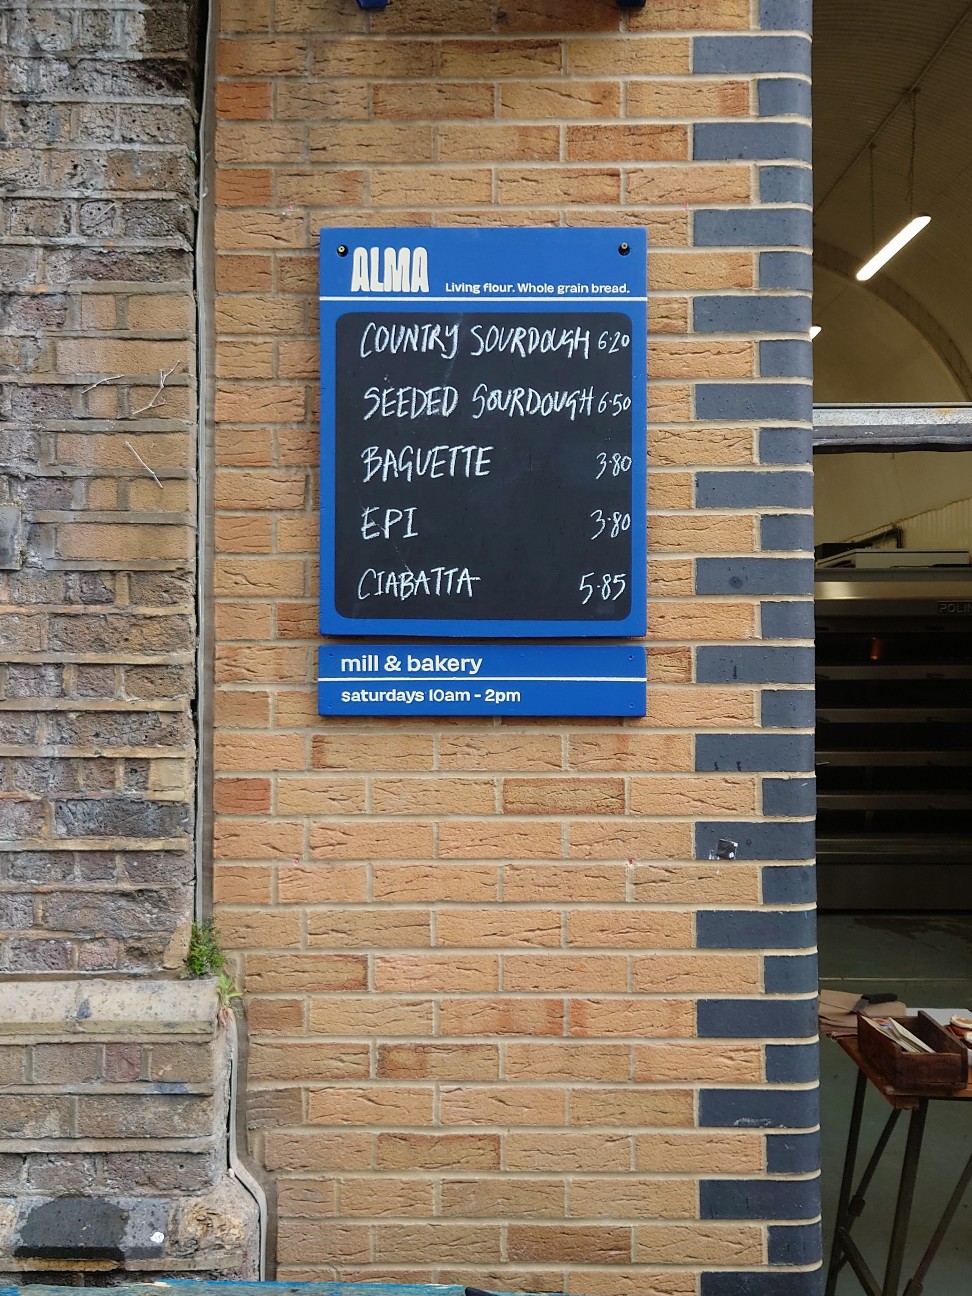 ALMA Living flour. Whole grain bread.
COUNTRY SOURDOUGH 6.20
SEEDED SOURDOUGH 6.50
BAGUETTE 3.80
EPI 3.80
CIABATTA 5.85
mill & bakery
saturdays 10am - 2pm